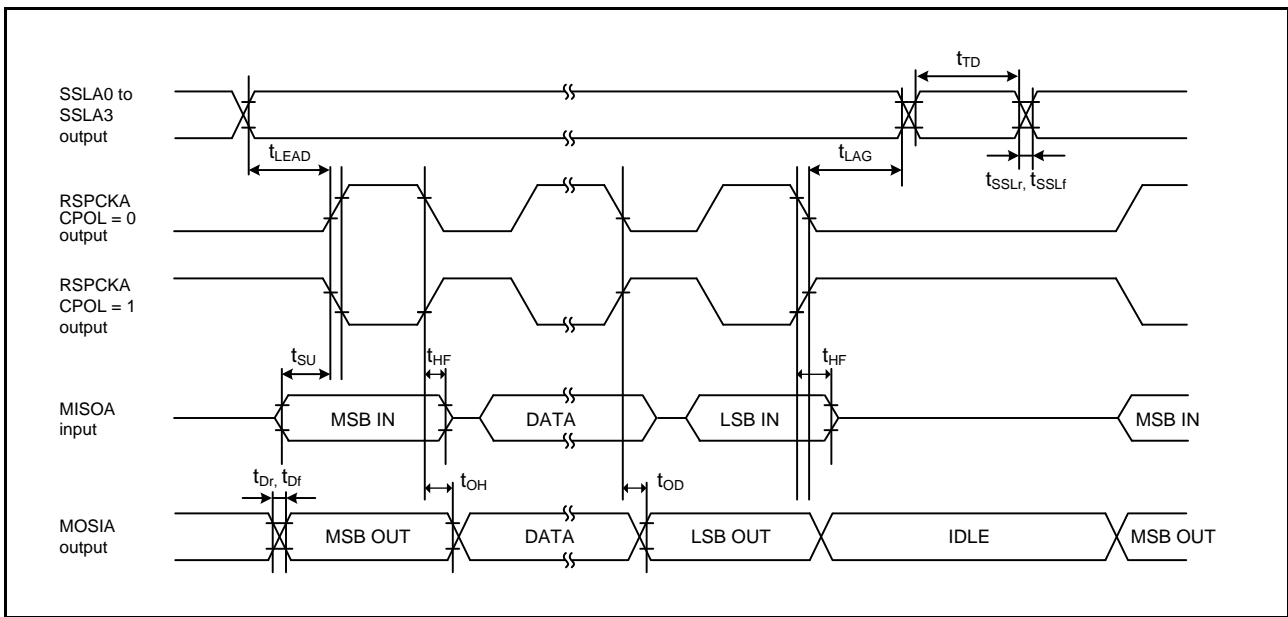 SSLA0 to
SSLA3
output
tTD
tLEAD
tLAG
tSSLr, tSSLf
RSPCKA
CPOL = 0
output
RSPCKA
CPOL = 1
output
tSU
tHF
tHF
MISOA
input
MSB IN
DATA
LSB IN
MSB IN
tDr, tDf
tOH
tOD
MOSIA
output
MSB OUT
DATA
LSB OUT
IDLE
MSB OUT